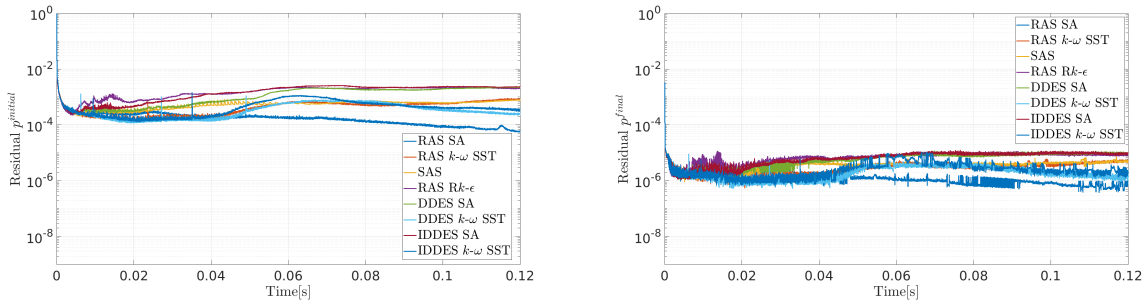 10^0
10^-2
10^-4
10^-6
10^-8
Residual p^initial
0 0.02 0.04 0.06 0.08 0.1 0.12
Time[s]
RAS SA
RAS k-ω SST
SAS
RAS Rk-ϵ
DDES SA
DDES k-ω SST
IDDES SA
IDDES k-ω SST
10^0
10^-2
10^-4
10^-6
10^-8
Residual p^final
0 0.02 0.04 0.06 0.08 0.1 0.12
Time[s]
RAS SA
RAS k-ω SST
SAS
RAS Rk-ϵ
DDES SA
DDES k-ω SST
IDDES SA
IDDES k-ω SST